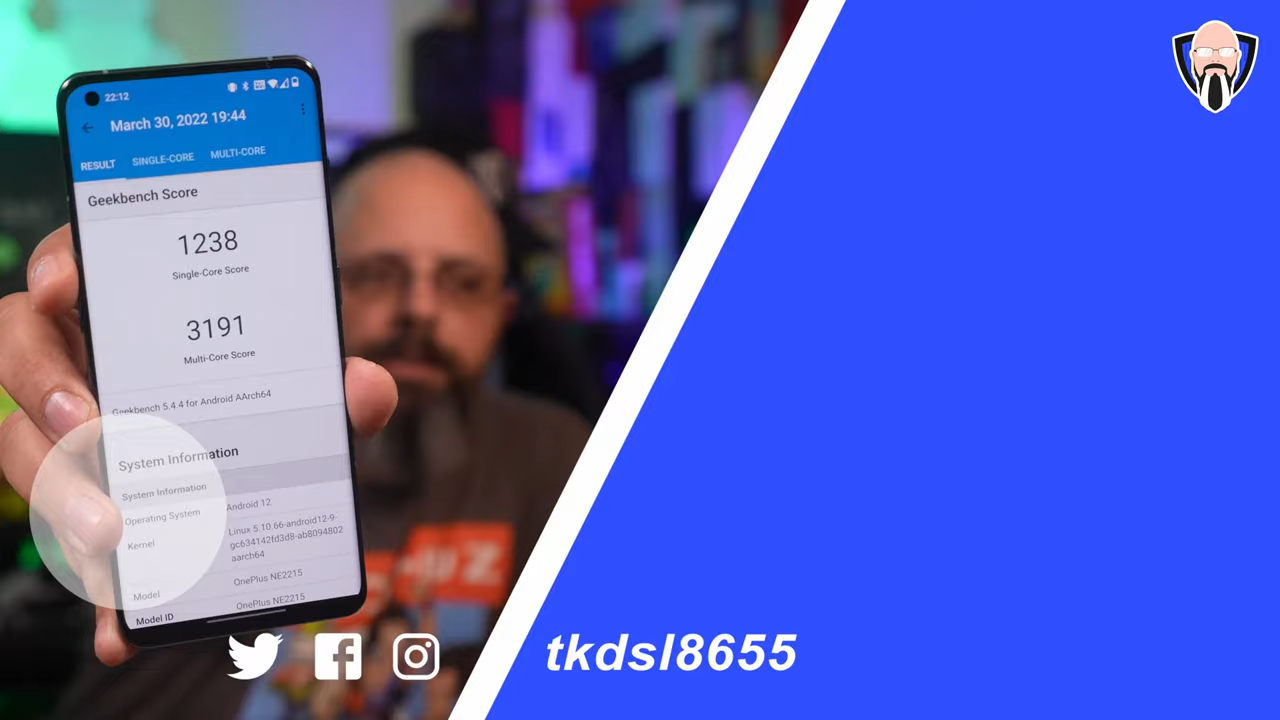 22:12
March 30, 2022 19:44
RESULT SINGLE-CORE MULTI-CORE
Geekbench Score
1238
Single-Core Score
3191
Multi-Core Score
Geekbench 5.4.4 for Android AArch64
System Information
System Information
Operating System Android 12
Kernel Linux 5.10.66-android12-9-
gc634142fd3d8-ab8094802
aarch64
Model OnePlus NE2215
Model ID OnePlus NE2215
tkdsl8655